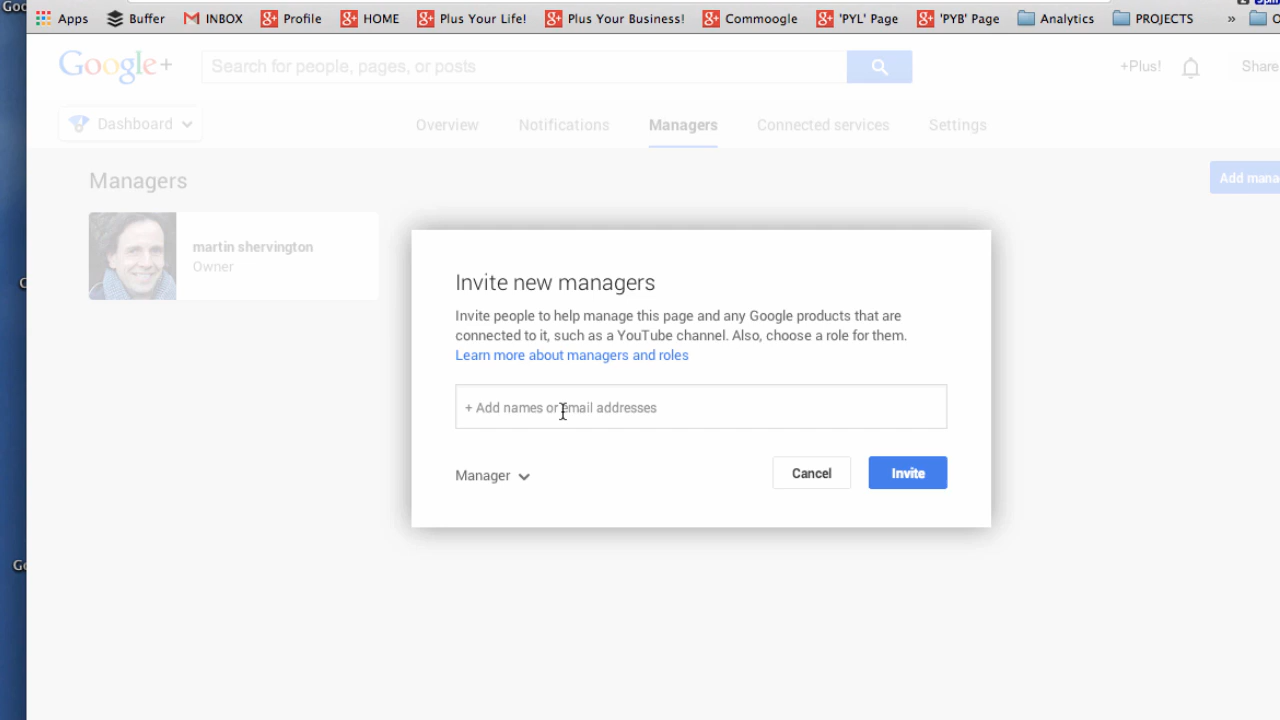 Apps Buffer INBOX Profile HOME Plus Your Life! Plus Your Business! Commoogle 'PYL' Page 'PYB' Page Analytics PROJECTS »
Google+ Search for people, pages, or posts +Plus! Share
Dashboard Overview Notifications Managers Connected services Settings
Managers
Add mana
martin shervington
Owner
Invite new managers
Invite people to help manage this page and any Google products that are
connected to it, such as a YouTube channel. Also, choose a role for them.
Learn more about managers and roles
+ Add names or email addresses
Manager Cancel Invite